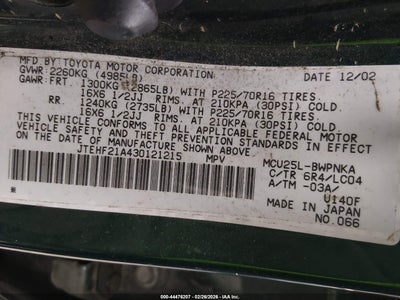 MFD BY TOYOTA MOTOR CORPORATION DATE 12/02
GVWR: 2260KG (4985LB)
GAWR: FRT. 1300KG (2865LB) WITH P225/70R16 TIRES.
16X6 1/2JJ RIMS. AT 210KPA (30PSI) COLD.
RR 1240KG (2735LB) WITH P225/70R16 TIRES.
16X6 1/2JJ RIMS. AT 210KPA (30PSI) COLD.
THIS VEHICLE CONFORMS TO ALL APPLICABLE FEDERAL MOTOR
VEHICLE SAFETY AND THEFT PREVENTION STANDARDS IN EFFECT ON THE
DATE OF MANUFACTURE SHOWN ABOVE.
JTEHF21A430121215 MPV
MCU25L-BWPNKA
C/TR 6R4/LC04
A/TM -03A/
U140F
MADE IN JAPAN
NO.066
000-44476207 - 02/26/2026 - IAA, Inc.